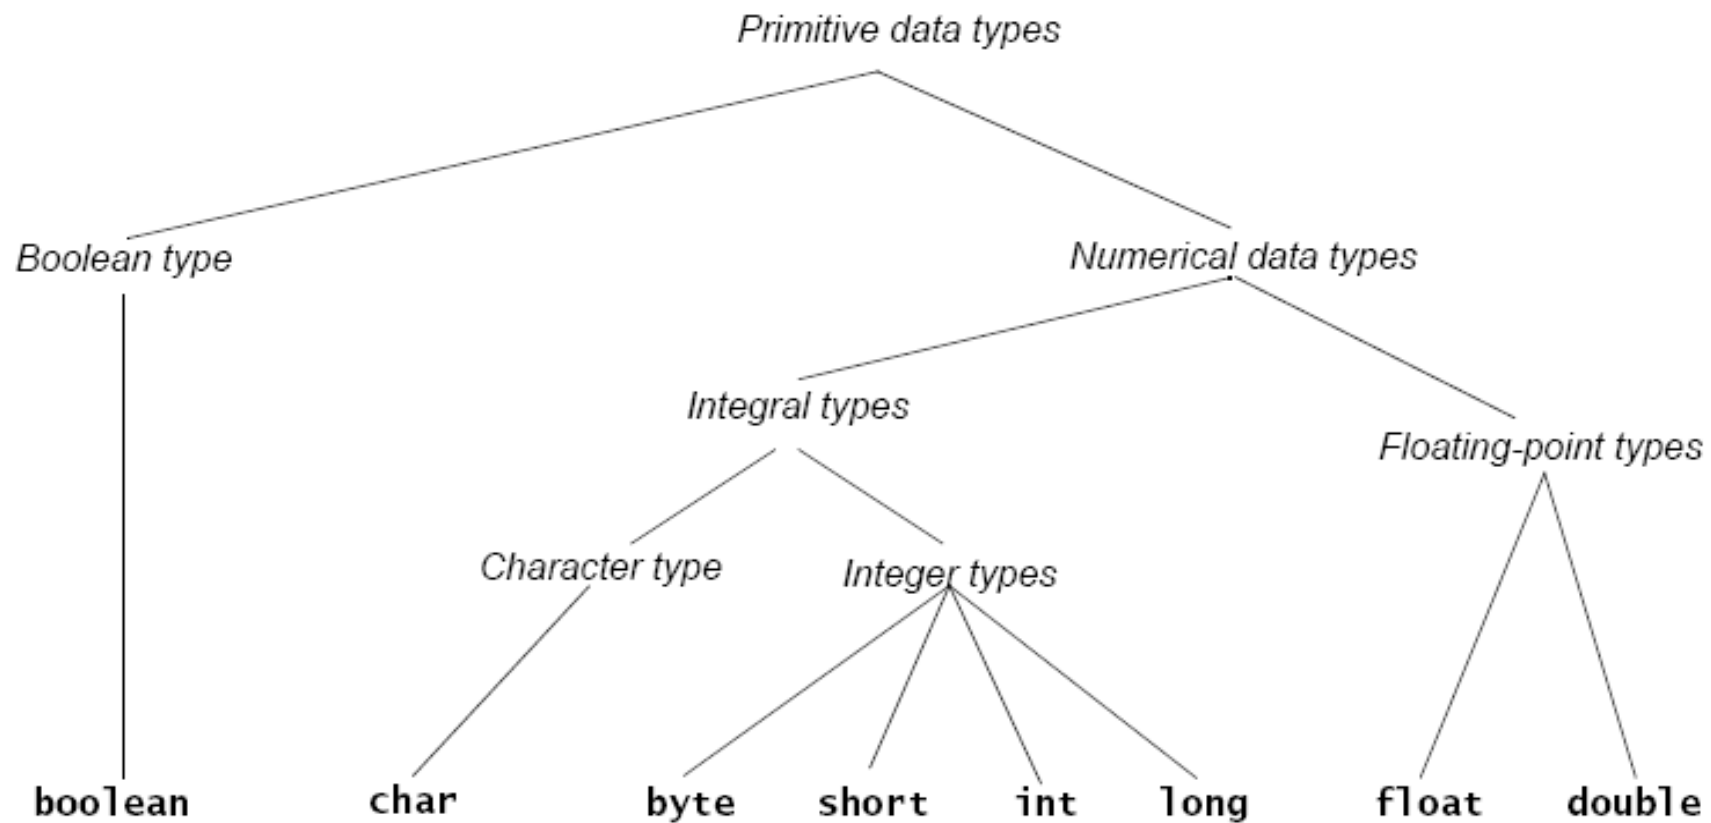 Primitive data types
Boolean type
Numerical data types
Integral types
Floating-point types
Character type
Integer types
boolean
char
byte
short
int
long
float
double